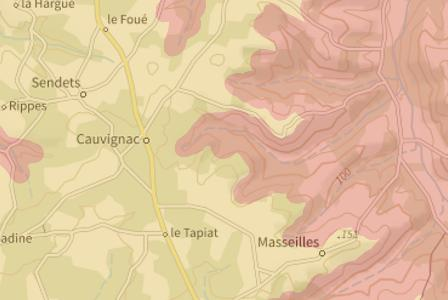 la Hargue
le Foué
Sendets
Rippes
Cauvignac
100
adine
le Tapiat
Masseilles
151